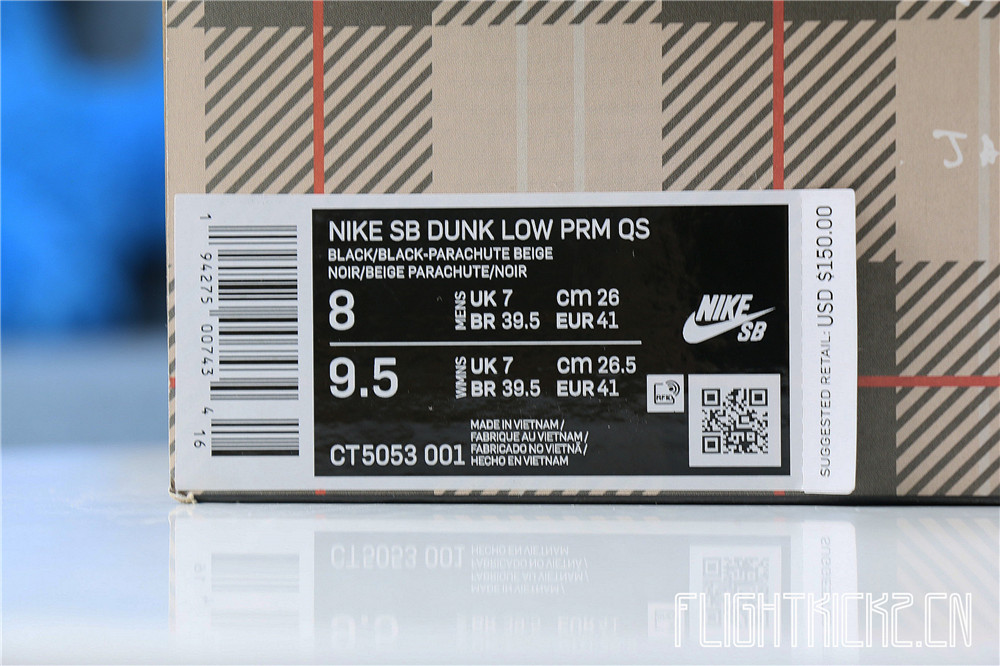 NIKE SB DUNK LOW PRM QS
BLACK/BLACK-PARACHUTE BEIGE
NOIR/BEIGE PARACHUTE/NOIR
8 MENS UK 7 cm 26
BR 39.5 EUR 41
9.5 WMNS UK 7 cm 26.5
BR 39.5 EUR 41
CT5053 001
MADE IN VIETNAM /
FABRIQUE AU VIETNAM /
FABRICADO NO VIETNÃ /
HECHO EN VIETNAM
NIKE
SB
RFID
1 94275 00743 4 16
SUGGESTED RETAIL: USD $150.00
FLIGHTKICKZ.CN